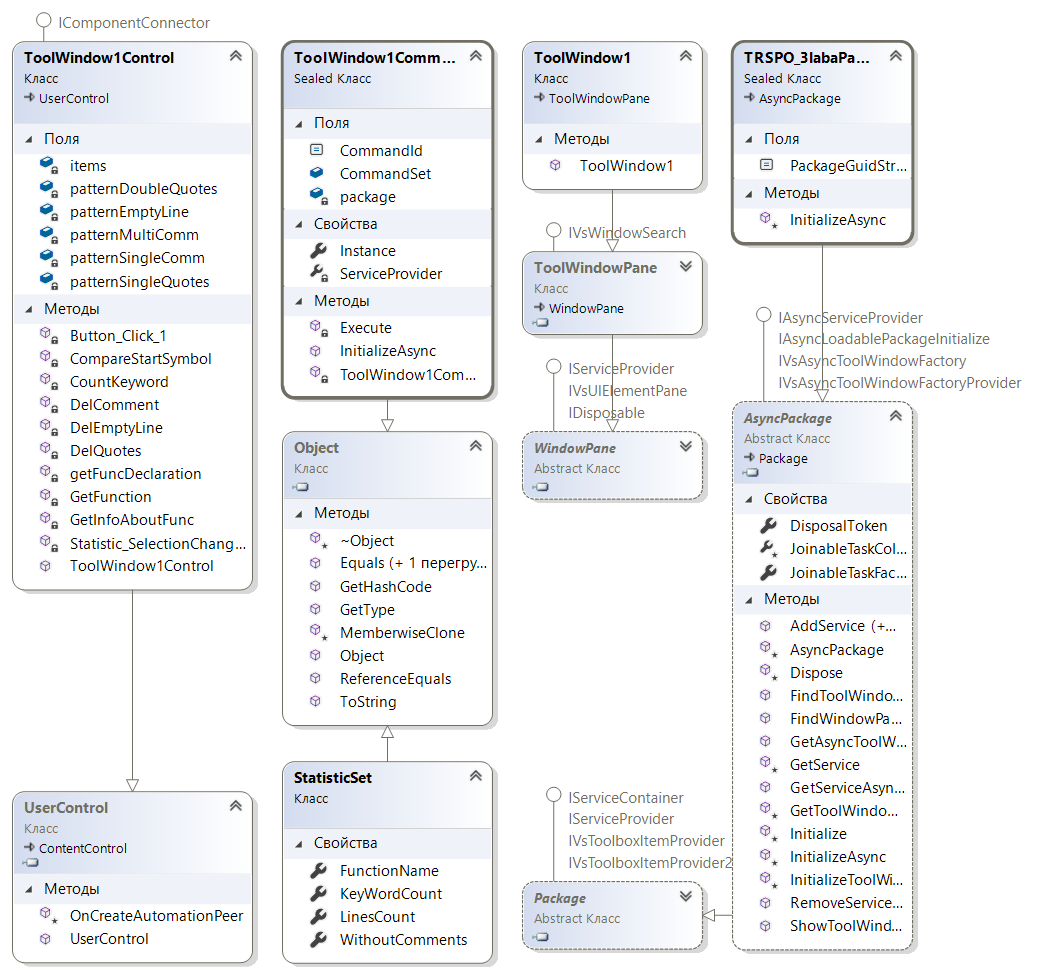 IComponentConnector
ToolWindow1Control
Класс
UserControl
Поля
items
patternDoubleQuotes
patternEmptyLine
patternMultiComm
patternSingleComm
patternSingleQuotes
Методы
Button_Click_1
CompareStartSymbol
CountKeyword
DelComment
DelEmptyLine
DelQuotes
getFuncDeclaration
GetFunction
GetInfoAboutFunc
Statistic_SelectionChang...
ToolWindow1Control
UserControl
Класс
ContentControl
Методы
OnCreateAutomationPeer
UserControl
ToolWindow1Comm...
Sealed Класс
Поля
CommandId
CommandSet
package
Свойства
Instance
ServiceProvider
Методы
Execute
InitializeAsync
ToolWindow1Com...
Object
Класс
Методы
~Object
Equals (+ 1 перегру...
GetHashCode
GetType
MemberwiseClone
Object
ReferenceEquals
ToString
StatisticSet
Класс
Свойства
FunctionName
KeyWordCount
LinesCount
WithoutComments
ToolWindow1
Класс
ToolWindowPane
Методы
ToolWindow1
IVsWindowSearch
ToolWindowPane
Класс
WindowPane
IServiceProvider
IVsUIElementPane
IDisposable
WindowPane
Abstract Класс
IServiceContainer
IServiceProvider
IVsToolboxItemProvider
IVsToolboxItemProvider2
Package
Abstract Класс
TRSPO_3labaPa...
Sealed Класс
AsyncPackage
Поля
PackageGuidStr...
Методы
InitializeAsync
IAsyncServiceProvider
IAsyncLoadablePackageInitialize
IVsAsyncToolWindowFactory
IVsAsyncToolWindowFactoryProvider
AsyncPackage
Abstract Класс
Package
Свойства
DisposalToken
JoinableTaskCol...
JoinableTaskFac...
Методы
AddService (+...
AsyncPackage
Dispose
FindToolWindo...
FindWindowPa...
GetAsyncToolW...
GetService
GetServiceAsyn...
GetToolWindo...
Initialize
InitializeAsync
InitializeToolWi...
RemoveService...
ShowToolWind...